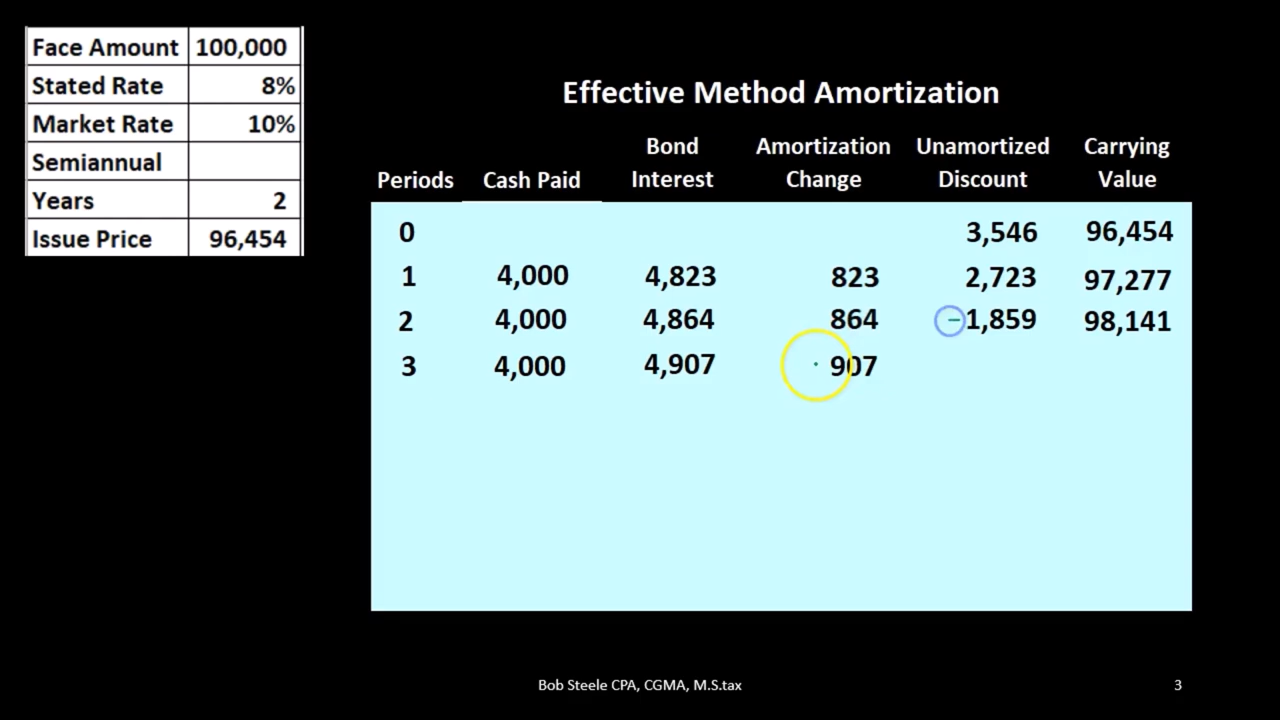 Face Amount 100,000
Stated Rate 8%
Market Rate 10%
Semiannual
Years 2
Issue Price 96,454
Effective Method Amortization
Periods Cash Paid Bond Interest Amortization Change Unamortized Discount Carrying Value
0 3,546 96,454
1 4,000 4,823 823 2,723 97,277
2 4,000 4,864 864 1,859 98,141
3 4,000 4,907 907
Bob Steele CPA, CGMA, M.S.tax 3